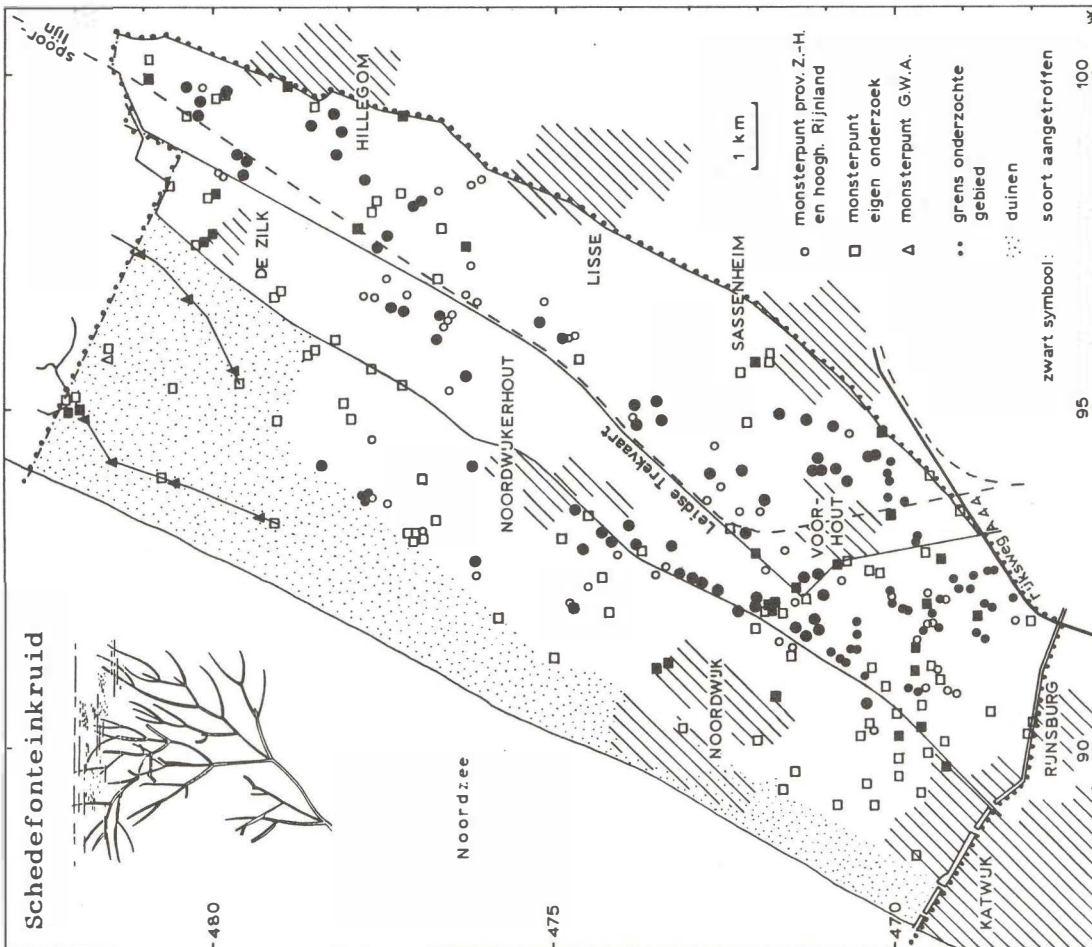 Schedefonteinkruid
Noordzee
spoor-
lijn
HILLEGOM
DE ZILK
LISSE
NOORDWIJKERHOUT
SASSENHEIM
Leidse Trekvaart
VOOR-
HOUT
NOORDWIJK
Rijksweg
RIJNSBURG
KATWIJK
480
475
470
100
95
90
1 km
monsterpunt prov. Z.-H.
en hoogh. Rijnland
monsterpunt
eigen onderzoek
monsterpunt G.W.A.
grens onderzochte
gebied
duinen
zwart symbool: soort aangetroffen